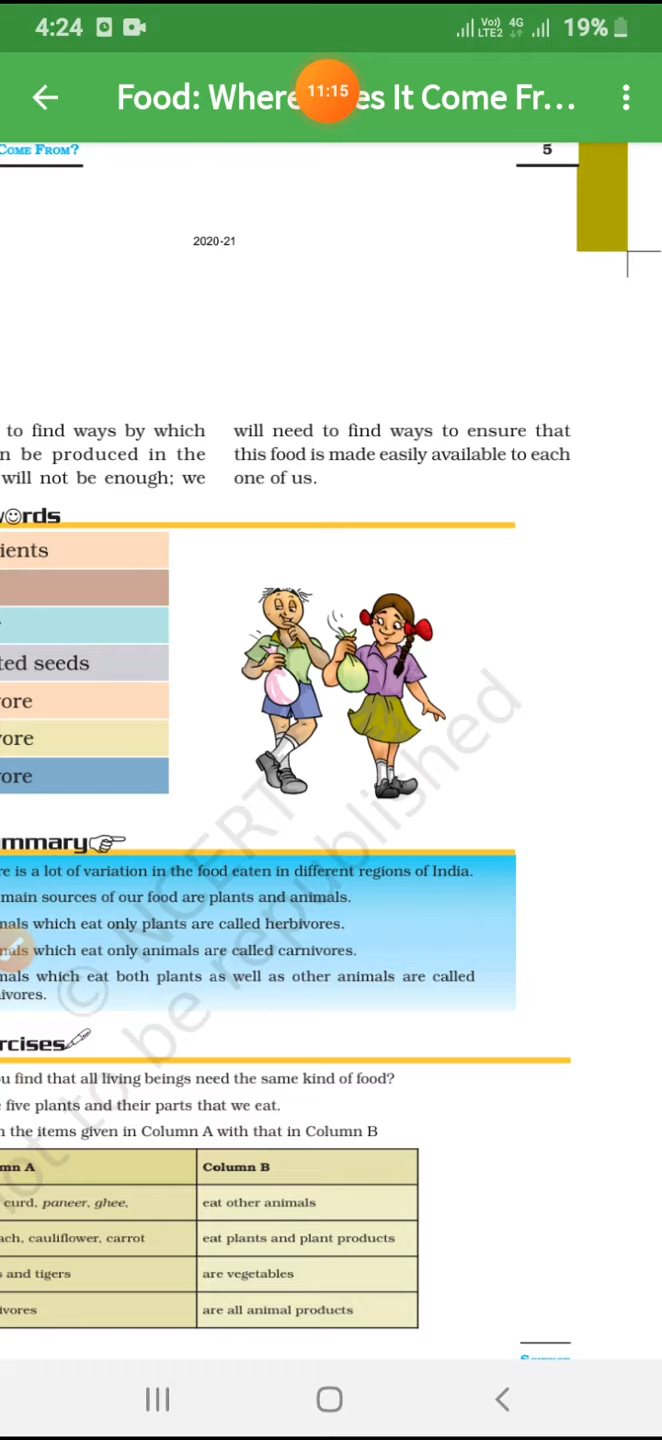 4:24
Vo)) 4G
LTE2
19%
Food: Where es It Come Fr...
11:15
COME FROM?
5
2020-21
to find ways by which
n be produced in the
will not be enough; we
will need to find ways to ensure that
this food is made easily available to each
one of us.
rds
ients
ted seeds
ore
ore
ore
mmary
re is a lot of variation in the food eaten in different regions of India.
main sources of our food are plants and animals.
mals which eat only plants are called herbivores.
mals which eat only animals are called carnivores.
mals which eat both plants as well as other animals are called
ivores.
© NCERT
not to be republished
rcises
u find that all living beings need the same kind of food?
five plants and their parts that we eat.
h the items given in Column A with that in Column B
mn A
Column B
curd, paneer, ghee,
eat other animals
ach, cauliflower, carrot
eat plants and plant products
s and tigers
are vegetables
ivores
are all animal products